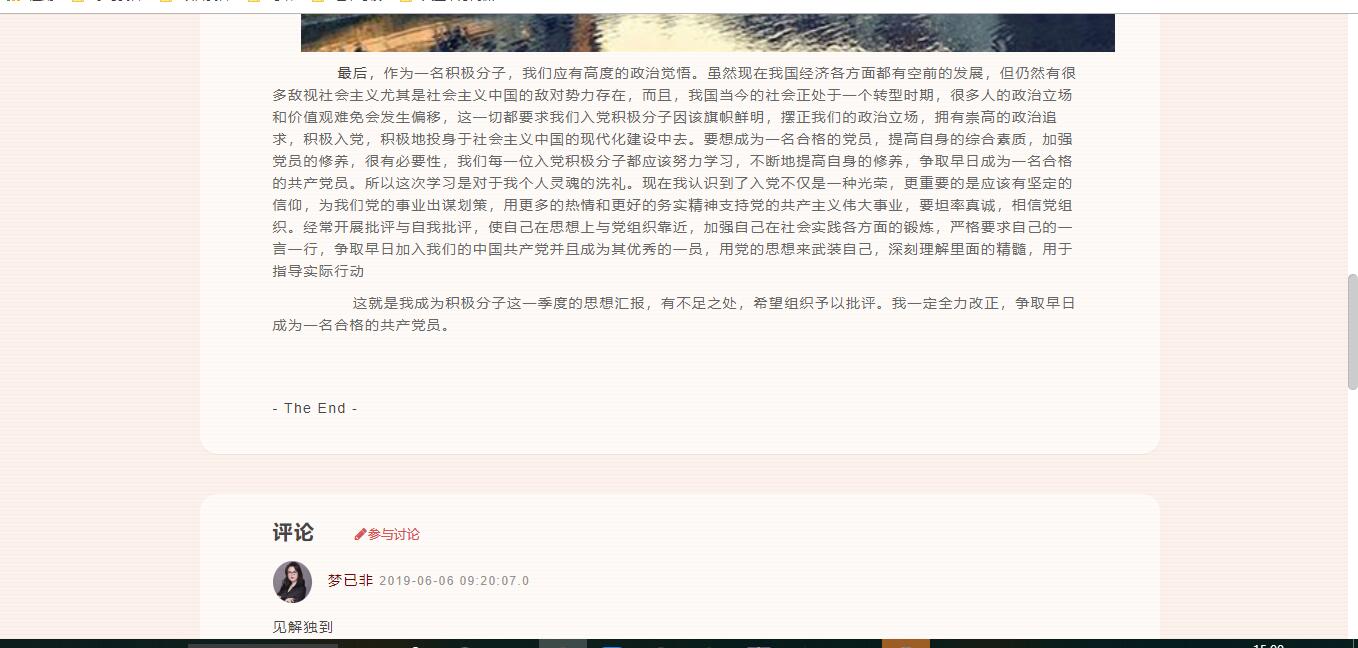 最后，作为一名积极分子，我们应有高度的政治觉悟。虽然现在我国经济各方面都有空前的发展，但仍然有很
多敌视社会主义尤其是社会主义中国的敌对势力存在，而且，我国当今的社会正处于一个转型时期，很多人的政治立场
和价值观难免会发生偏移，这一切都要求我们入党积极分子因该旗帜鲜明，摆正我们的政治立场，拥有崇高的政治追
求，积极入党，积极地投身于社会主义中国的现代化建设中去。要想成为一名合格的党员，提高自身的综合素质，加强
党员的修养，很有必要性，我们每一位入党积极分子都应该努力学习，不断地提高自身的修养，争取早日成为一名合格
的共产党员。所以这次学习是对于我个人灵魂的洗礼。现在我认识到了入党不仅是一种光荣，更重要的是应该有坚定的
信仰，为我们党的事业出谋划策，用更多的热情和更好的务实精神支持党的共产主义伟大事业，要坦率真诚，相信党组
织。经常开展批评与自我批评，使自己在思想上与党组织靠近，加强自己在社会实践各方面的锻炼，严格要求自己的一
言一行，争取早日加入我们的中国共产党并且成为其优秀的一员，用党的思想来武装自己，深刻理解里面的精髓，用于
指导实际行动
这就是我成为积极分子这一季度的思想汇报，有不足之处，希望组织予以批评。我一定全力改正，争取早日
成为一名合格的共产党员。
- The End -
评论 参与讨论
梦已非 2019-06-06 09:20:07.0
见解独到